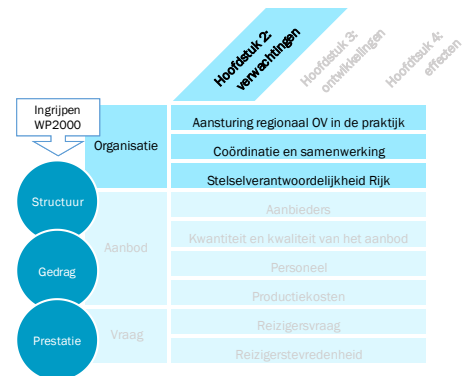 Hoofdstuk 2:
verwachtingen
Hoofdstuk 3:
ontwikkelingen
Hoofdtsuk 4:
effecten
Ingrijpen
WP2000
Organisatie
Aansturing regionaal OV in de praktijk
Coördinatie en samenwerking
Stelselverantwoordelijkheid Rijk
Structuur
Aanbod
Aanbieders
Kwantiteit en kwaliteit van het aanbod
Gedrag
Personeel
Productiekosten
Prestatie
Vraag
Reizigersvraag
Reizigerstevredenheid